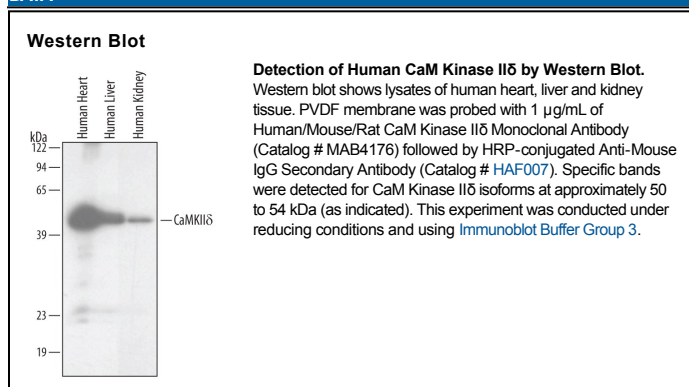 Western Blot
Human Heart
Human Liver
Human Kidney
kDa
122
94
65
39
23
19
CaMKIIδ
Detection of Human CaM Kinase IIδ by Western Blot.
Western blot shows lysates of human heart, liver and kidney
tissue. PVDF membrane was probed with 1 µg/mL of
Human/Mouse/Rat CaM Kinase IIδ Monoclonal Antibody
(Catalog # MAB4176) followed by HRP-conjugated Anti-Mouse
IgG Secondary Antibody (Catalog # HAF007). Specific bands
were detected for CaM Kinase IIδ isoforms at approximately 50
to 54 kDa (as indicated). This experiment was conducted under
reducing conditions and using Immunoblot Buffer Group 3.